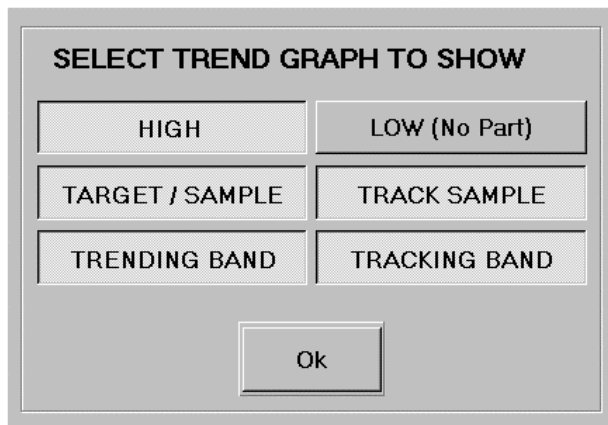 SELECT TREND GRAPH TO SHOW
HIGH
LOW (No Part)
TARGET / SAMPLE
TRACK SAMPLE
TRENDING BAND
TRACKING BAND
Ok